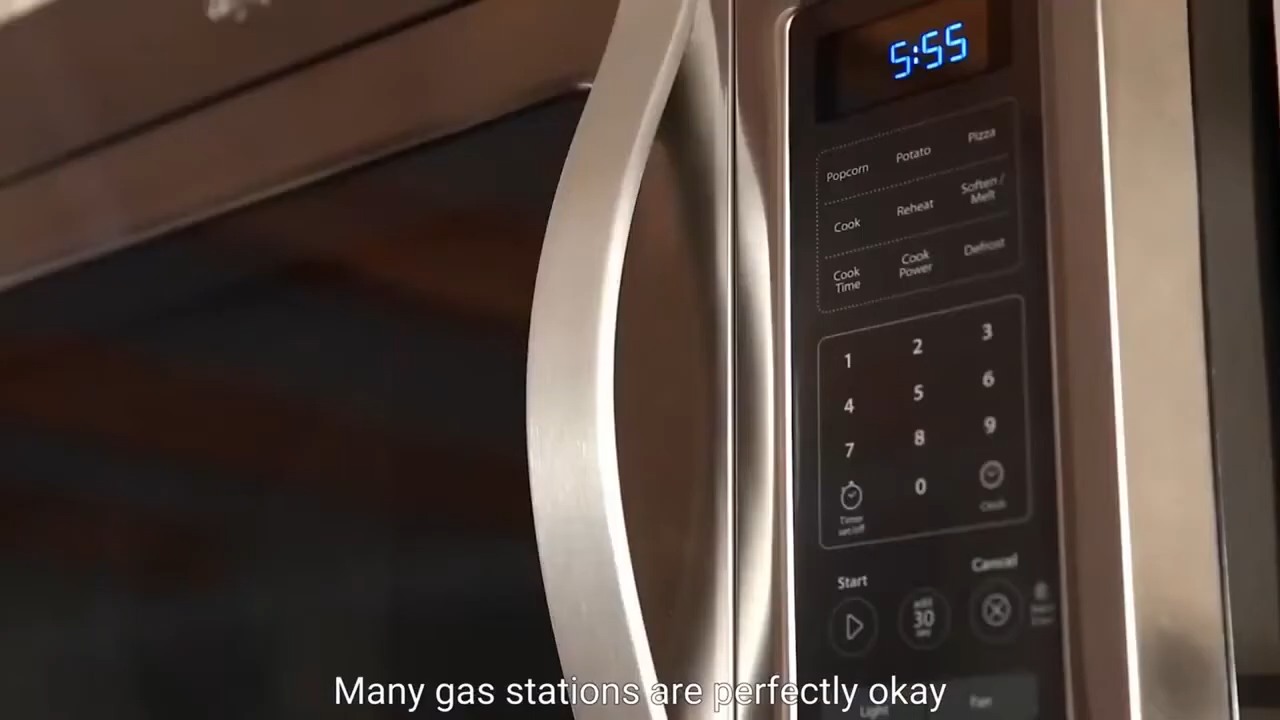 5:55
Popcorn Potato Pizza
Cook Reheat Soften / Melt
Cook Time Cook Power Defrost
1 2 3
4 5 6
7 8 9
0
Timer set/off Clock
Start Cancel
30
Light Fan
Many gas stations are perfectly okay